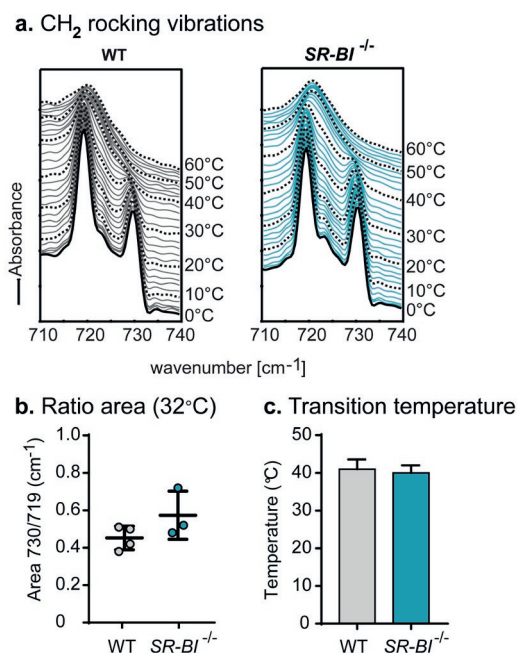 a. CH2 rocking vibrations
WT
SR-BI -/-
Absorbance
60°C
50°C
40°C
30°C
20°C
10°C
0°C
60°C
50°C
40°C
30°C
20°C
10°C
0°C
710 720 730 740
710 720 730 740
wavenumber [cm-1]
b. Ratio area (32°C)
Area 730/719 (cm-1)
1.0
0.8
0.6
0.4
0.2
0
WT SR-BI -/-
c. Transition temperature
Temperature (°C)
50
40
30
20
10
0
WT SR-BI -/-